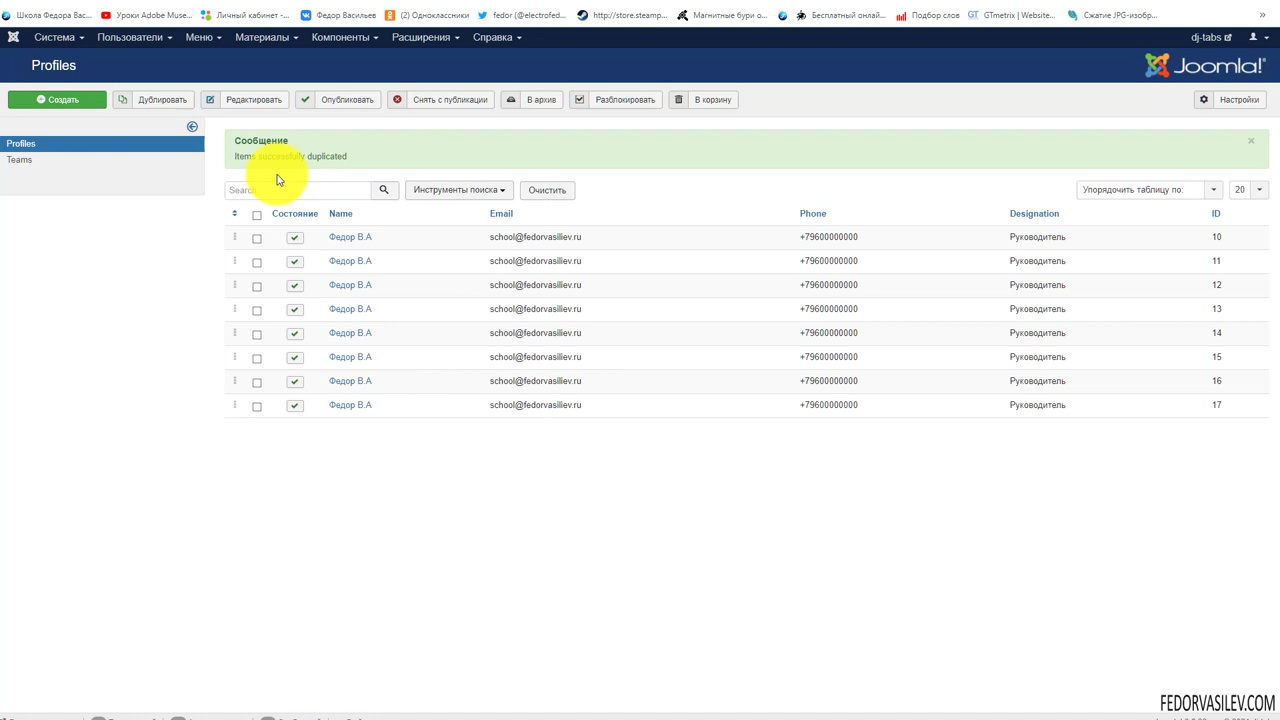 Школа Федора Вас... Уроки Adobe Muse... Личный кабинет -... Федор Васильев (2) Одноклассники fedor (@electrofed... http://store.steamp... Магнитные бури о... Бесплатный онлай... Подбор слов GTmetrix | Website... Сжатие JPG-изобр... »
Система Пользователи Меню Материалы Компоненты Расширения Справка dj-tabs
Profiles Joomla!
Создать Дублировать Редактировать Опубликовать Снять с публикации В архив Разблокировать В корзину Настройки
Profiles
Teams
Сообщение
Items successfully duplicated
Search Инструменты поиска Очистить Упорядочить таблицу по: 20
Состояние Name Email Phone Designation ID
Федор В.А school@fedorvasiliev.ru +79600000000 Руководитель 10
Федор В.А school@fedorvasiliev.ru +79600000000 Руководитель 11
Федор В.А school@fedorvasiliev.ru +79600000000 Руководитель 12
Федор В.А school@fedorvasiliev.ru +79600000000 Руководитель 13
Федор В.А school@fedorvasiliev.ru +79600000000 Руководитель 14
Федор В.А school@fedorvasiliev.ru +79600000000 Руководитель 15
Федор В.А school@fedorvasiliev.ru +79600000000 Руководитель 16
Федор В.А school@fedorvasiliev.ru +79600000000 Руководитель 17
FEDORVASILEV.COM